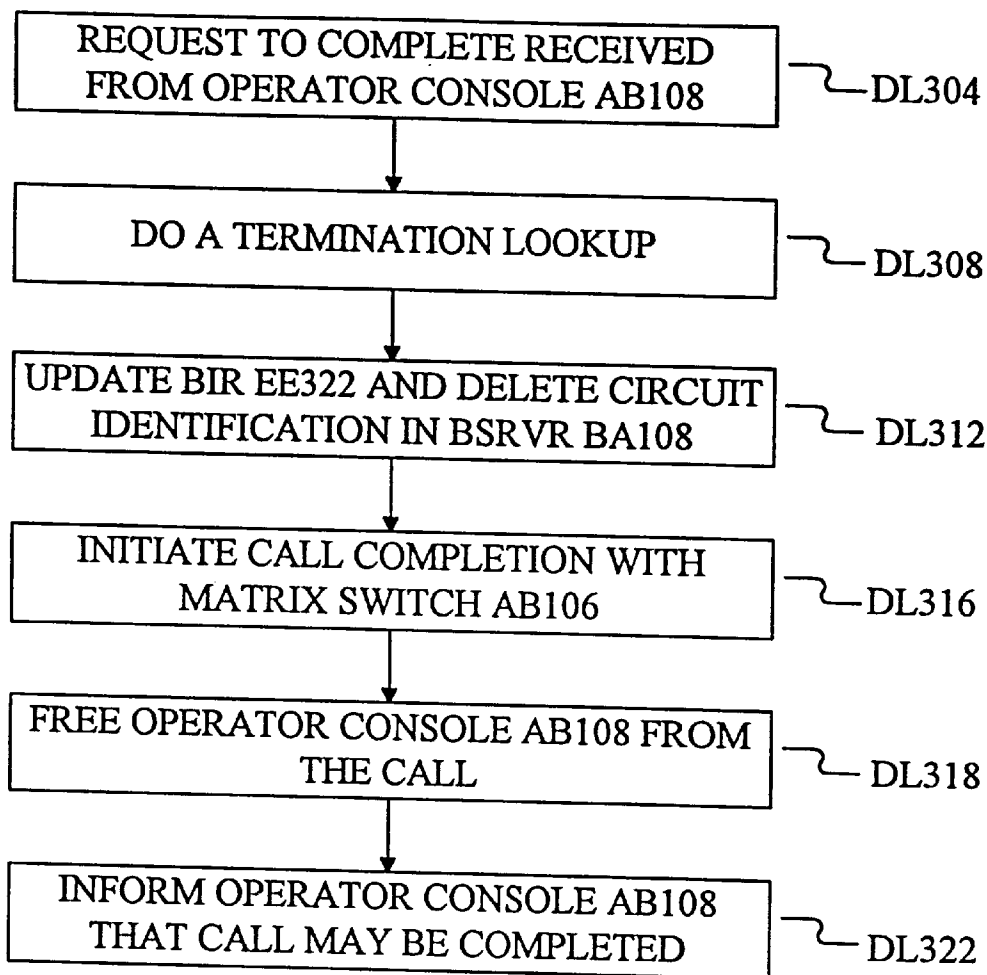 REQUEST TO COMPLETE RECEIVED
FROM OPERATOR CONSOLE AB108
DL304
DO A TERMINATION LOOKUP
DL308
UPDATE BIR EE322 AND DELETE CIRCUIT
IDENTIFICATION IN BSRVR BA108
DL312
INITIATE CALL COMPLETION WITH
MATRIX SWITCH AB106
DL316
FREE OPERATOR CONSOLE AB108 FROM
THE CALL
DL318
INFORM OPERATOR CONSOLE AB108
THAT CALL MAY BE COMPLETED
DL322